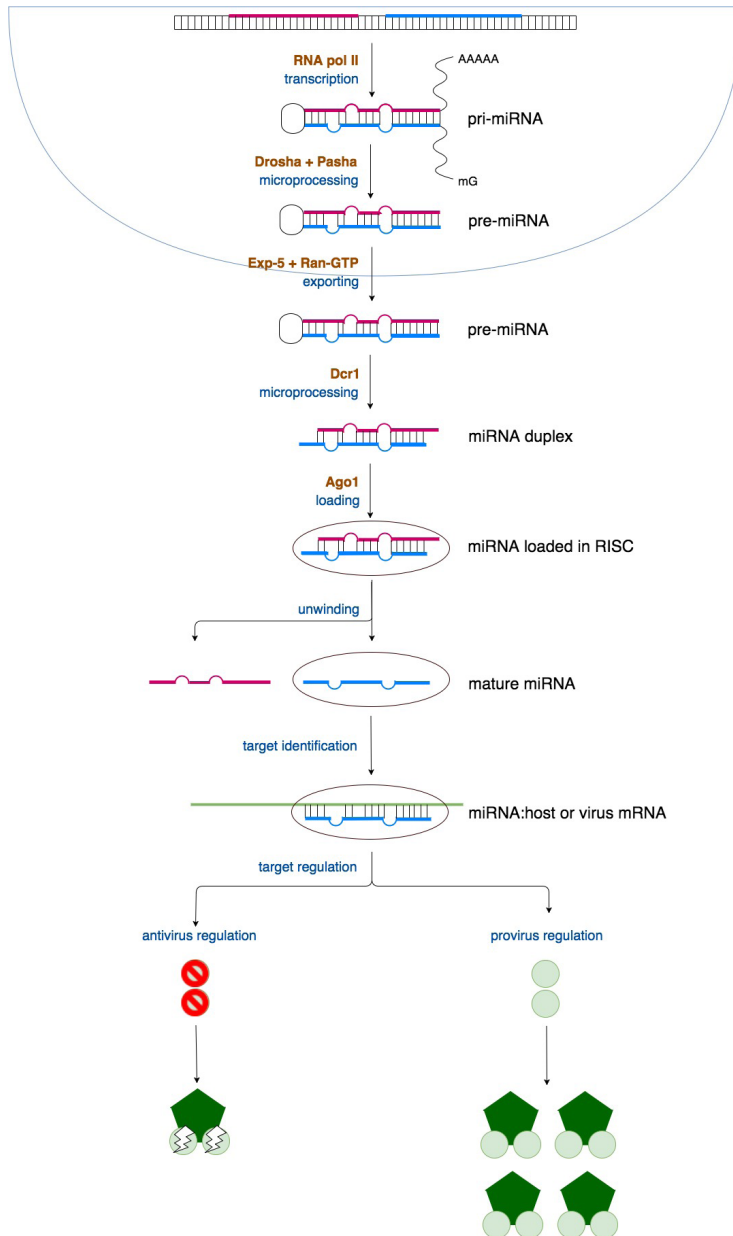 RNA pol II
transcription
AAAAA
pri-miRNA
Drosha + Pasha
microprocessing
mG
pre-miRNA
Exp-5 + Ran-GTP
exporting
pre-miRNA
Dcr1
microprocessing
miRNA duplex
Ago1
loading
miRNA loaded in RISC
unwinding
mature miRNA
target identification
miRNA:host or virus mRNA
target regulation
antivirus regulation
provirus regulation